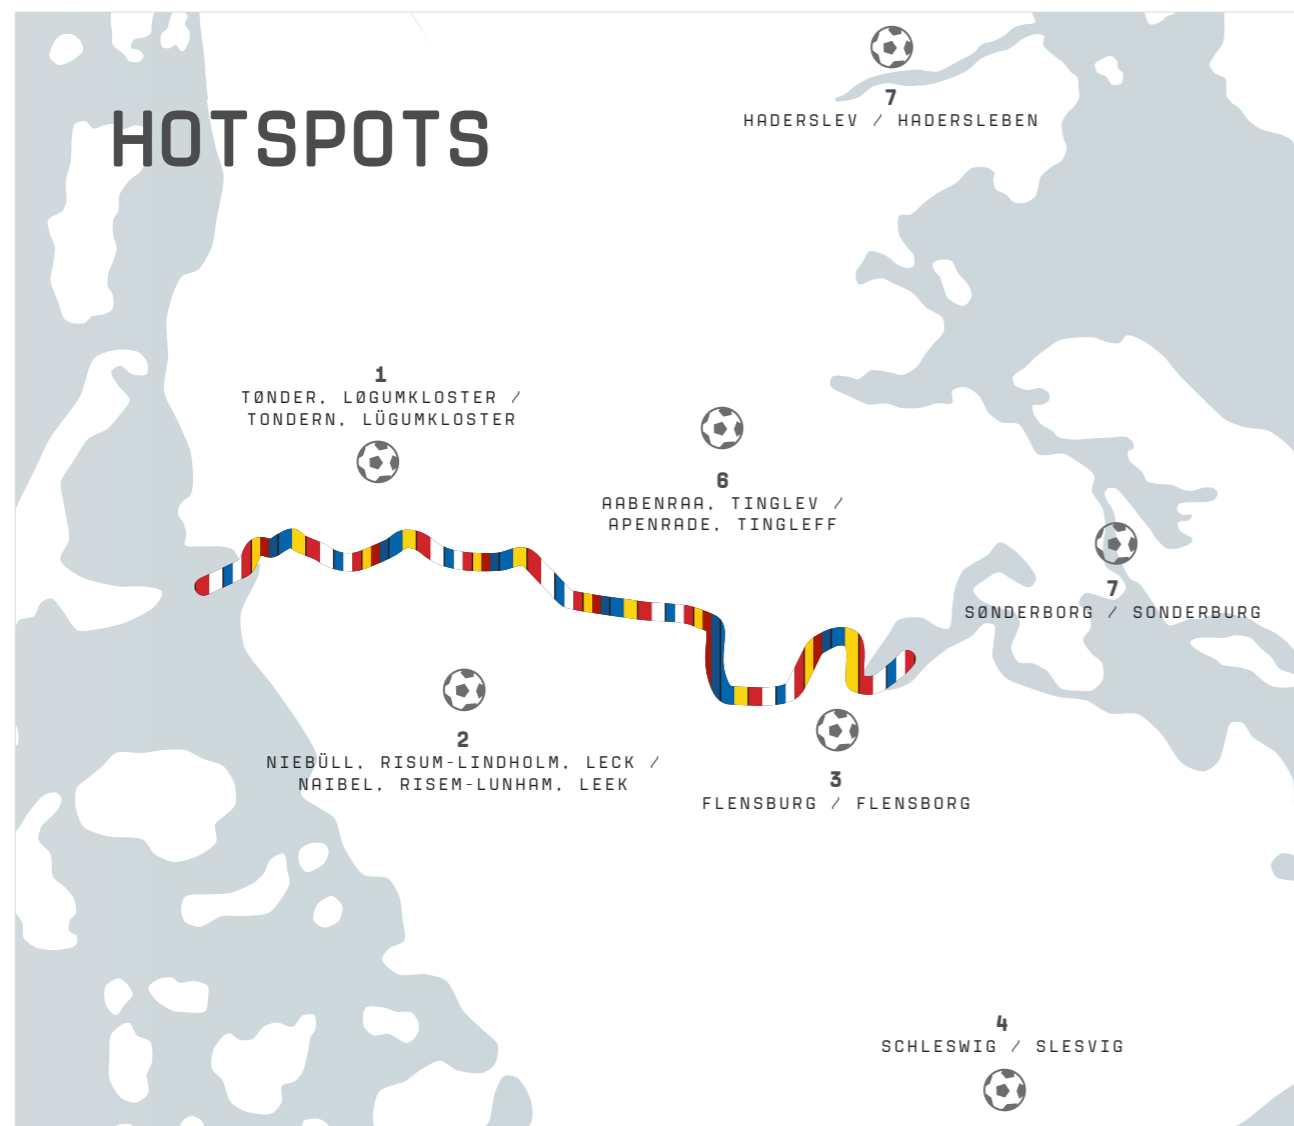 HOTSPOTS
7
HADERSLEV / HADERSLEBEN
1
TØNDER, LØGUMKLOSTER /
TONDERN, LÜGUMKLOSTER
6
AABENRAA, TINGLEV /
APENRADE, TINGLEFF
7
SØNDERBORG / SONDERBURG
2
NIEBÜLL, RISUM-LINDHOLM, LECK /
NAIBEL, RISEM-LUNHAM, LEEK
3
FLENSBURG / FLENSBORG
4
SCHLESWIG / SLESVIG